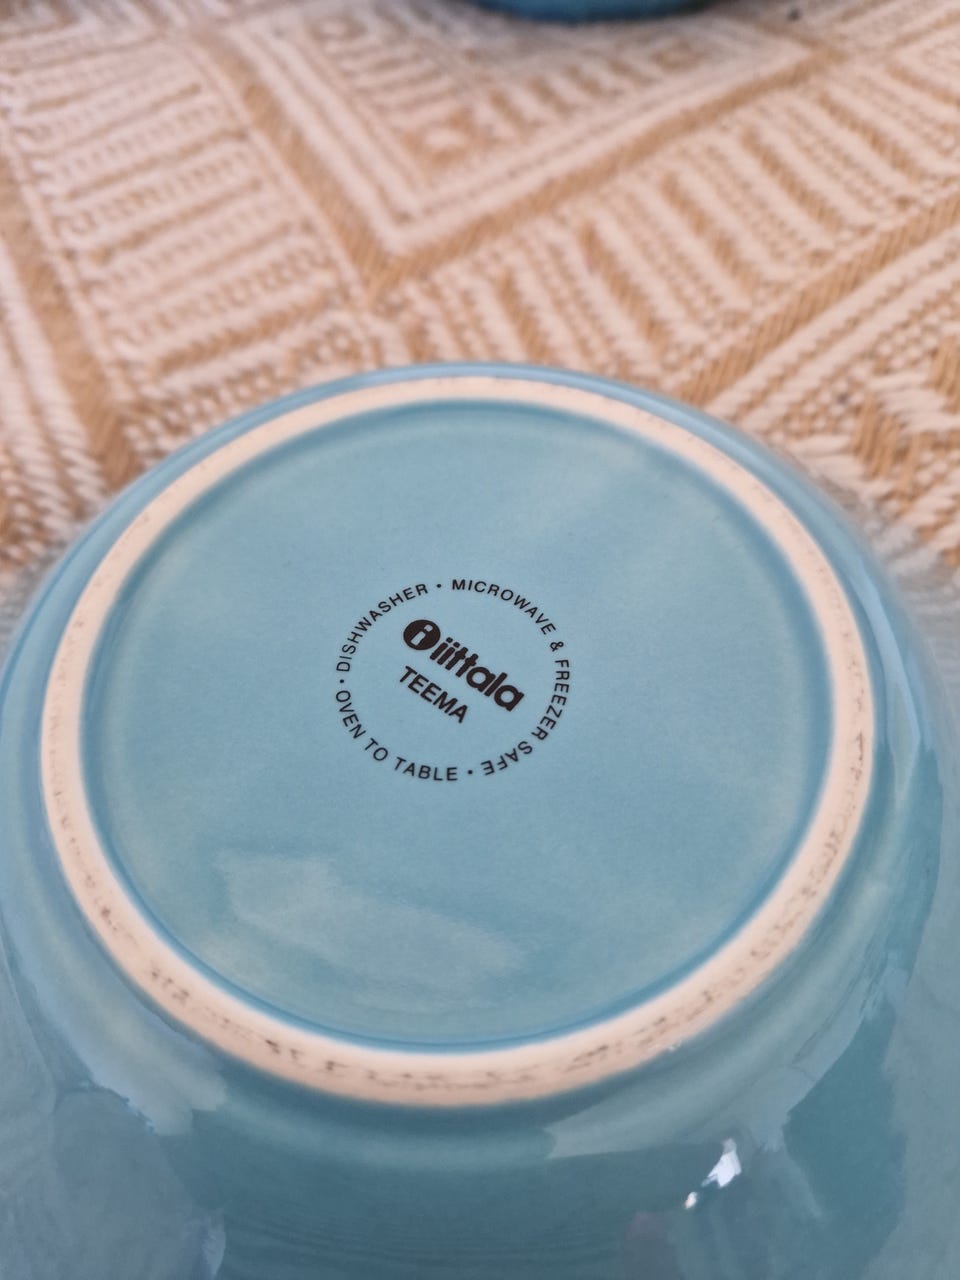 DISHWASHER • MICROWAVE & FREEZER SAFE • OVEN TO TABLE •
i iittala
TEEMA